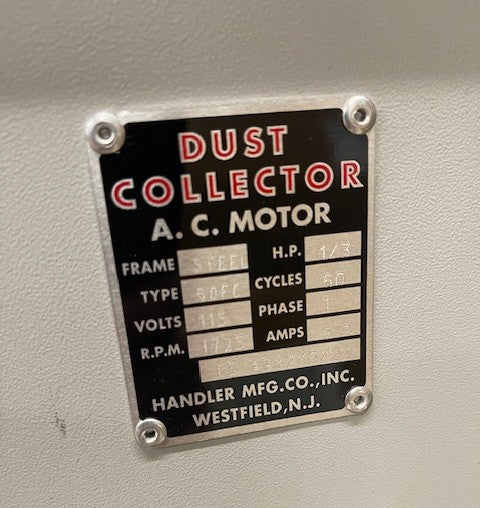 DUST
COLLECTOR
A. C. MOTOR
FRAME STEEL H.P. 1/3
TYPE CYCLES 60
VOLTS 115 PHASE 1
R.P.M. 1725 AMPS
HANDLER MFG.CO.,INC.
WESTFIELD,N.J.